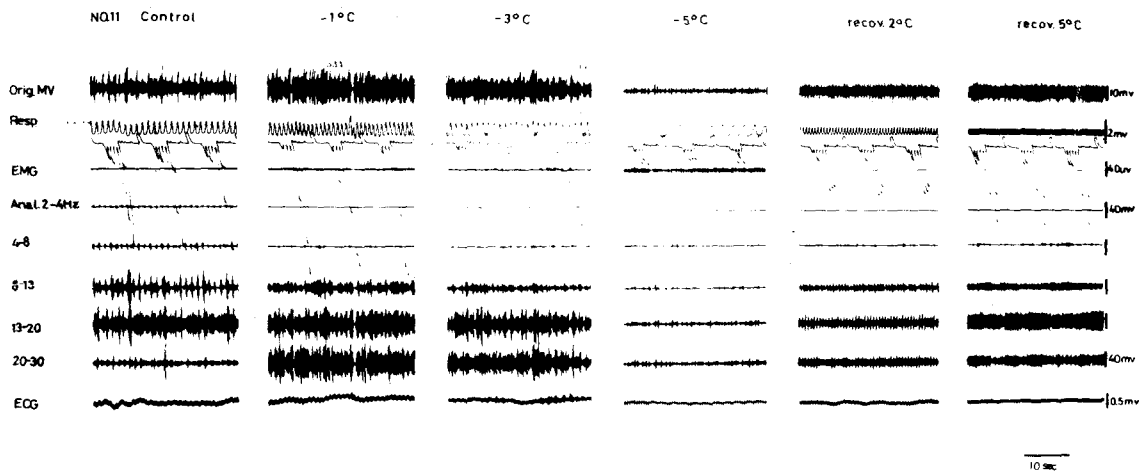 NO.11 Control -1°C -3°C -5°C recov. 2°C recov. 5°C
Orig. MV 10mv
Resp 2mv
EMG 40uv
Anal. 2-4Hz 40mv
4-8
8-13
13-20
20-30 40mv
ECG 0.5mv
10 sec